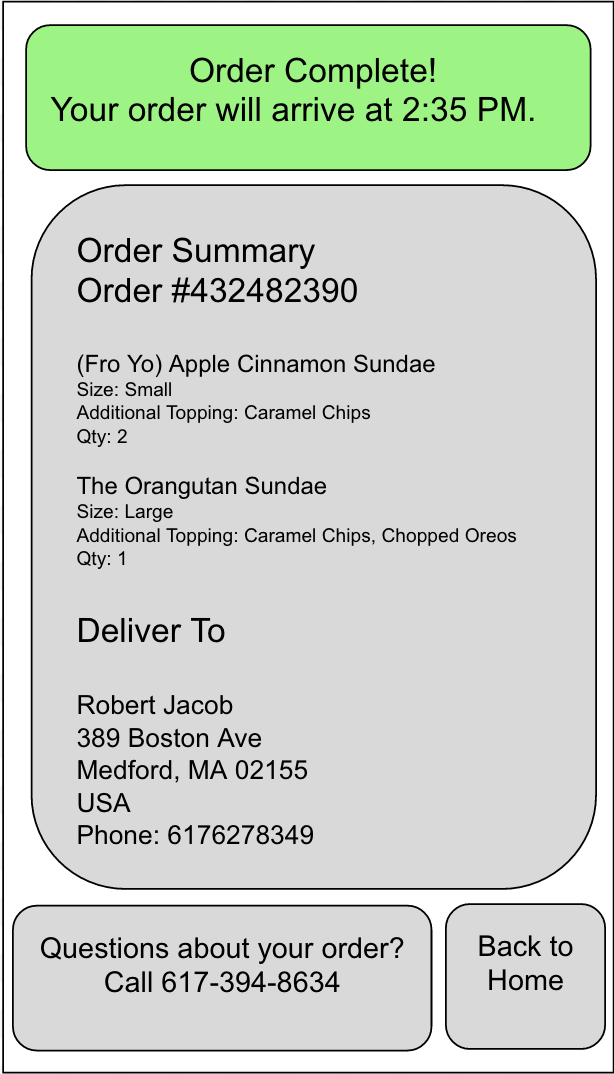 Order Complete!
Your order will arrive at 2:35 PM.
Order Summary
Order #432482390
(Fro Yo) Apple Cinnamon Sundae
Size: Small
Additional Topping: Caramel Chips
Qty: 2
The Orangutan Sundae
Size: Large
Additional Topping: Caramel Chips, Chopped Oreos
Qty: 1
Deliver To
Robert Jacob
389 Boston Ave
Medford, MA 02155
USA
Phone: 6176278349
Questions about your order?
Call 617-394-8634
Back to
Home